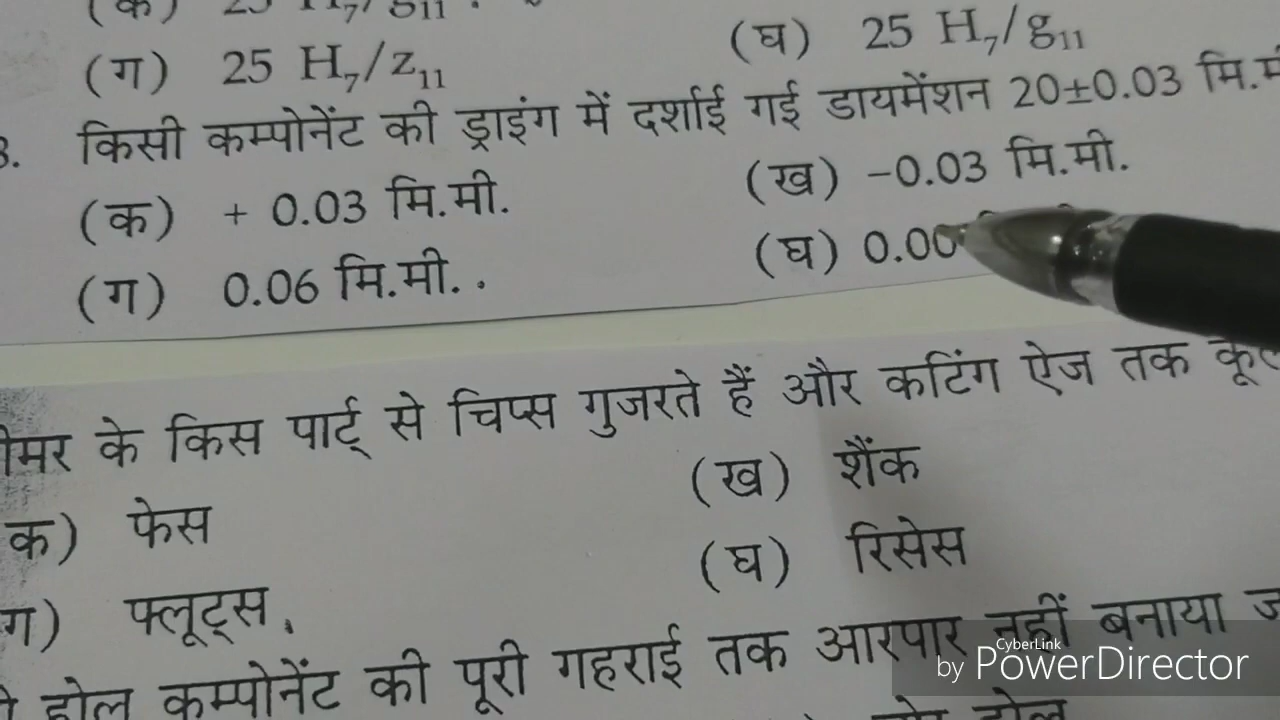 (ग) 25 H₇/z₁₁ (घ) 25 H₇/g₁₁
किसी कम्पोनेंट की ड्राइंग में दर्शाई गई डायमेंशन 20±0.03
(क) + 0.03 मि.मी. (ख) -0.03 मि.मी.
(ग) 0.06 मि.मी. . (घ) 0.00
के किस पार्ट् से चिप्स गुजरते हैं और कटिंग ऐज तक
क) फेस (ख) शैंक
ग) फ्लूट्स, (घ) रिसेस
होल कम्पोनेंट की पूरी गहराई तक आरपार नहीं बनाया
होल
CyberLink
by PowerDirector